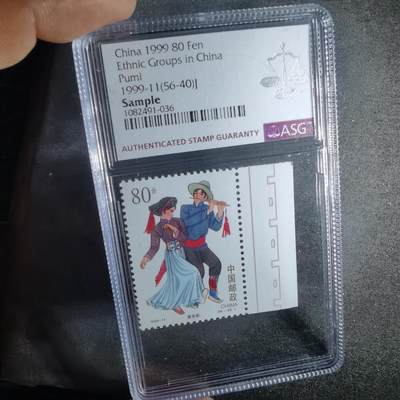 China 1999 80 Fen
Ethnic Groups in China
Pumi
1999-11(56-40)J
Sample
1082491-036
AUTHENTICATED STAMP GUARANTY
ASG
80分
中国邮政
CHINA